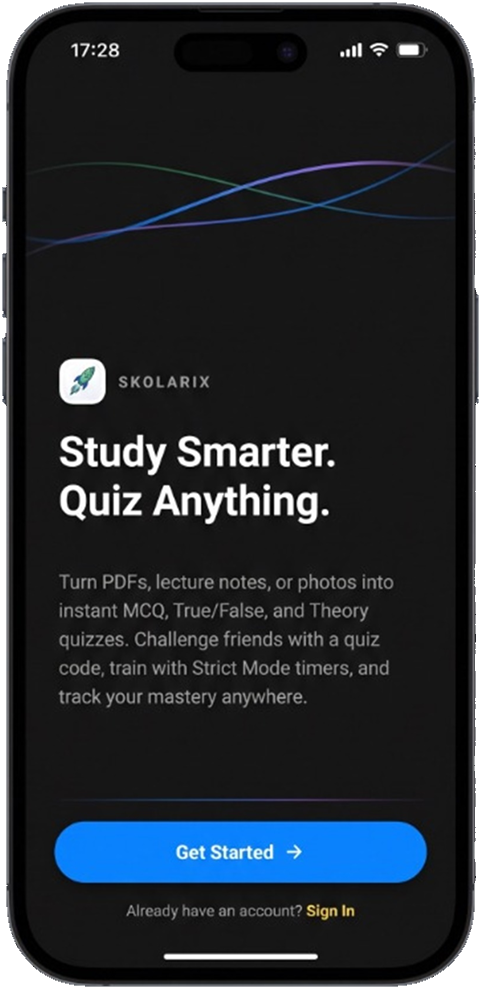 17:28
SKOLARIX
Study Smarter.
Quiz Anything.
Turn PDFs, lecture notes, or photos into
instant MCQ, True/False, and Theory
quizzes. Challenge friends with a quiz
code, train with Strict Mode timers, and
track your mastery anywhere.
Get Started →
Already have an account? Sign In